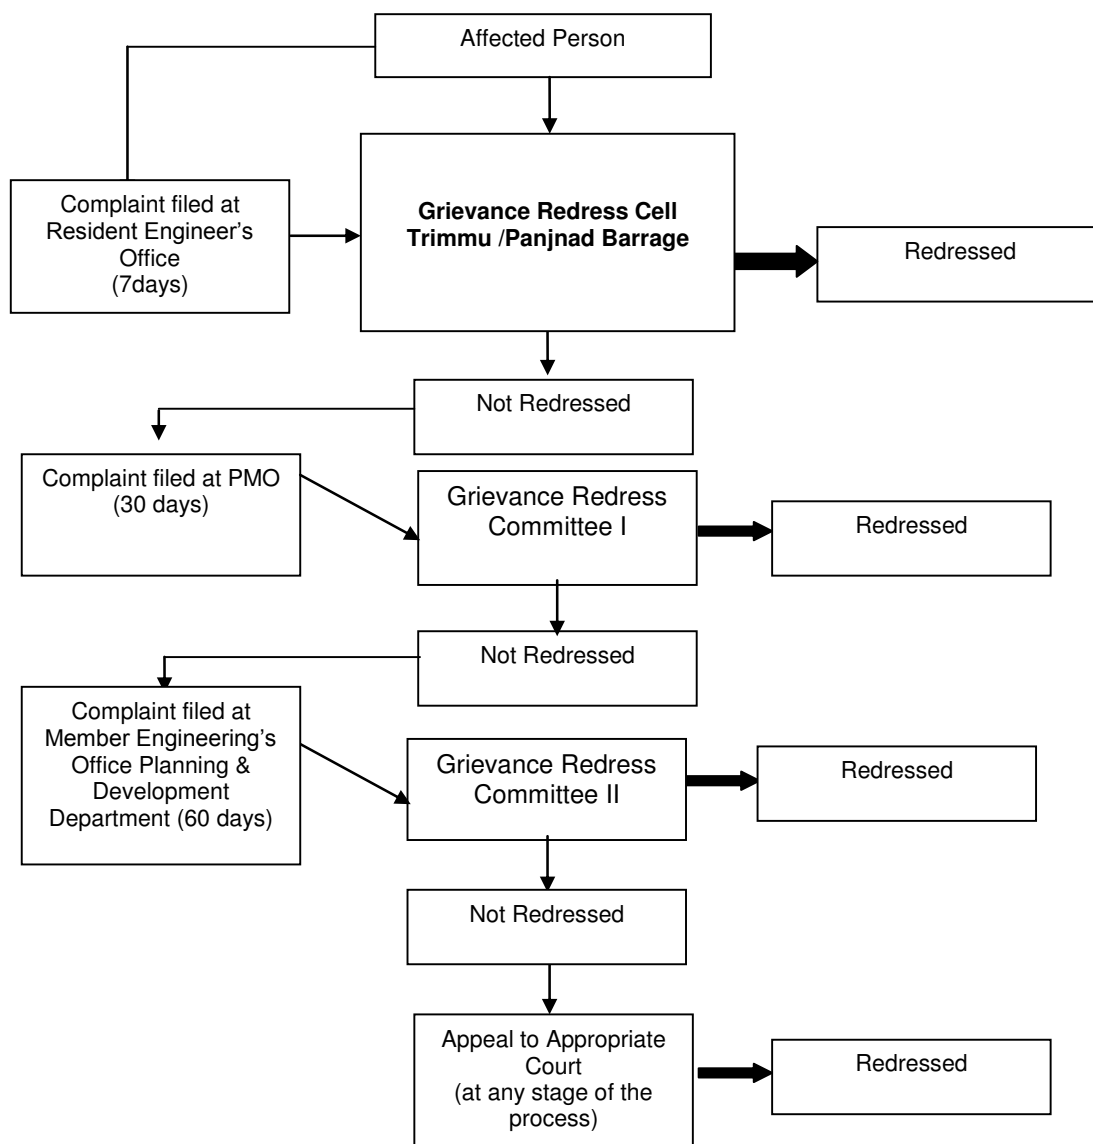 Affected Person
Complaint filed at
Resident Engineer's
Office
(7days)
Grievance Redress Cell
Trimmu /Panjnad Barrage
Redressed
Not Redressed
Complaint filed at PMO
(30 days)
Grievance Redress
Committee I
Redressed
Not Redressed
Complaint filed at
Member Engineering's
Office Planning &
Development
Department (60 days)
Grievance Redress
Committee II
Redressed
Not Redressed
Appeal to Appropriate
Court
(at any stage of the
process)
Redressed